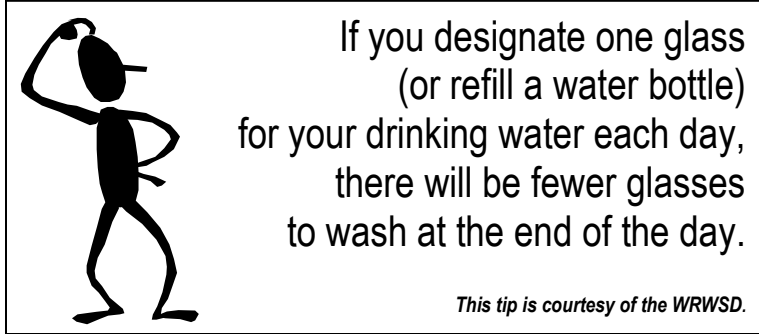 If you designate one glass
(or refill a water bottle)
for your drinking water each day,
there will be fewer glasses
to wash at the end of the day.
This tip is courtesy of the WRWSD.